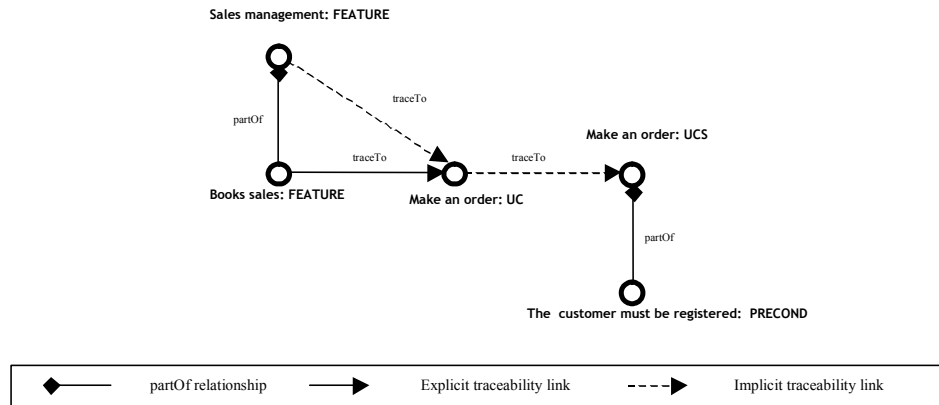 Sales management: FEATURE
traceTo
partOf
Make an order: UCS
traceTo
traceTo
Books sales: FEATURE
Make an order: UC
partOf
The customer must be registered: PRECOND
partOf relationship
Explicit traceability link
Implicit traceability link